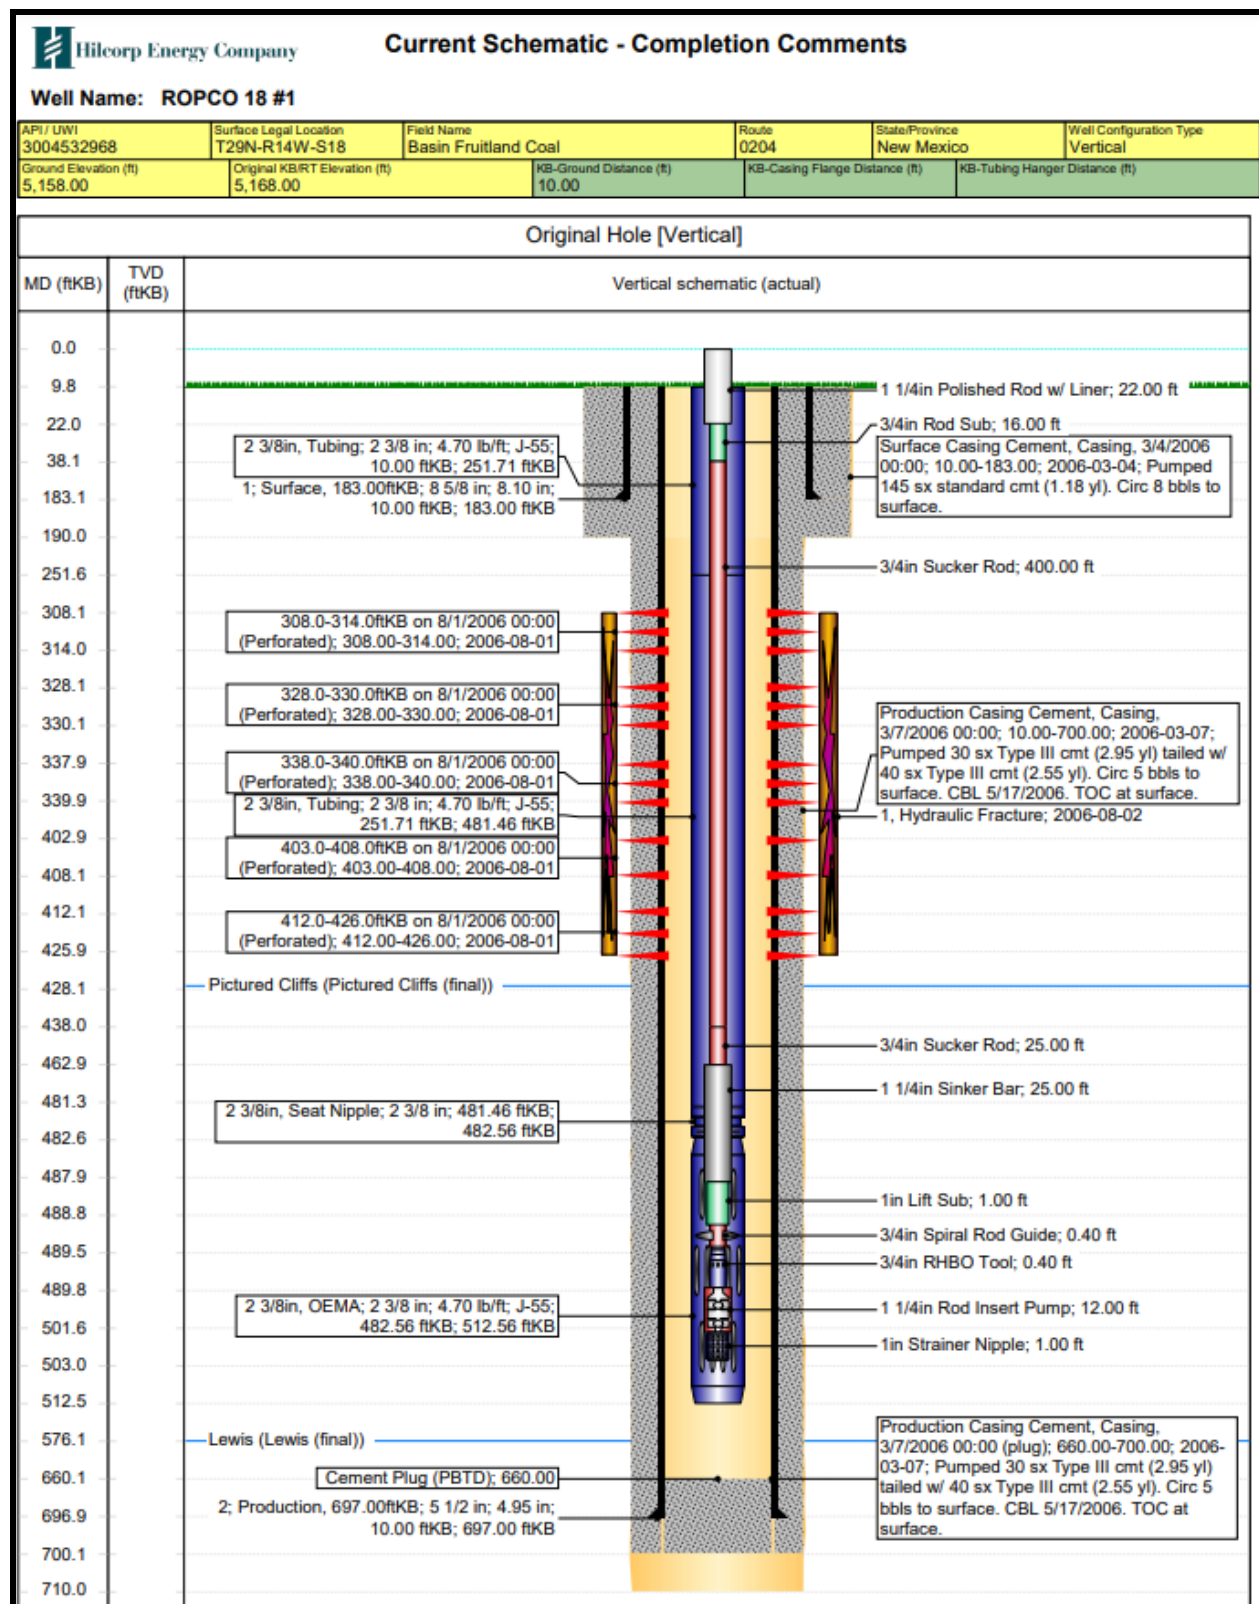 Hilcorp Energy Company
Current Schematic - Completion Comments
Well Name: ROPCO 18 #1
API / UWI
3004532968
Surface Legal Location
T29N-R14W-S18
Field Name
Basin Fruitland Coal
Route
0204
State/Province
New Mexico
Well Configuration Type
Vertical
Ground Elevation (ft)
5,158.00
Original KB/RT Elevation (ft)
5,168.00
KB-Ground Distance (ft)
10.00
KB-Casing Flange Distance (ft)
KB-Tubing Hanger Distance (ft)
Original Hole [Vertical]
MD (ftKB)
TVD
(ftKB)
Vertical schematic (actual)
0.0
9.8
22.0
38.1
183.1
190.0
251.6
308.1
314.0
328.1
330.1
337.9
339.9
402.9
408.1
412.1
425.9
428.1
438.0
462.9
481.3
482.6
487.9
488.8
489.5
489.8
501.6
503.0
512.5
576.1
660.1
696.9
700.1
710.0
2 3/8in, Tubing; 2 3/8 in; 4.70 lb/ft; J-55;
10.00 ftKB; 251.71 ftKB
1; Surface, 183.00ftKB; 8 5/8 in; 8.10 in;
10.00 ftKB; 183.00 ftKB
308.0-314.0ftKB on 8/1/2006 00:00
(Perforated); 308.00-314.00; 2006-08-01
328.0-330.0ftKB on 8/1/2006 00:00
(Perforated); 328.00-330.00; 2006-08-01
338.0-340.0ftKB on 8/1/2006 00:00
(Perforated); 338.00-340.00; 2006-08-01
2 3/8in, Tubing; 2 3/8 in; 4.70 lb/ft; J-55;
251.71 ftKB; 481.46 ftKB
403.0-408.0ftKB on 8/1/2006 00:00
(Perforated); 403.00-408.00; 2006-08-01
412.0-426.0ftKB on 8/1/2006 00:00
(Perforated); 412.00-426.00; 2006-08-01
Pictured Cliffs (Pictured Cliffs (final))
2 3/8in, Seat Nipple; 2 3/8 in; 481.46 ftKB;
482.56 ftKB
2 3/8in, OEMA; 2 3/8 in; 4.70 lb/ft; J-55;
482.56 ftKB; 512.56 ftKB
Lewis (Lewis (final))
Cement Plug (PBTD); 660.00
2; Production, 697.00ftKB; 5 1/2 in; 4.95 in;
10.00 ftKB; 697.00 ftKB
1 1/4in Polished Rod w/ Liner; 22.00 ft
3/4in Rod Sub; 16.00 ft
Surface Casing Cement, Casing, 3/4/2006
00:00; 10.00-183.00; 2006-03-04; Pumped
145 sx standard cmt (1.18 yl). Circ 8 bbls to
surface.
3/4in Sucker Rod; 400.00 ft
Production Casing Cement, Casing,
3/7/2006 00:00; 10.00-700.00; 2006-03-07;
Pumped 30 sx Type III cmt (2.95 yl) tailed w/
40 sx Type III cmt (2.55 yl). Circ 5 bbls to
surface. CBL 5/17/2006. TOC at surface.
1, Hydraulic Fracture; 2006-08-02
3/4in Sucker Rod; 25.00 ft
1 1/4in Sinker Bar; 25.00 ft
1in Lift Sub; 1.00 ft
3/4in Spiral Rod Guide; 0.40 ft
3/4in RHBO Tool; 0.40 ft
1 1/4in Rod Insert Pump; 12.00 ft
1in Strainer Nipple; 1.00 ft
Production Casing Cement, Casing,
3/7/2006 00:00 (plug); 660.00-700.00; 2006-
03-07; Pumped 30 sx Type III cmt (2.95 yl)
tailed w/ 40 sx Type III cmt (2.55 yl). Circ 5
bbls to surface. CBL 5/17/2006. TOC at
surface.